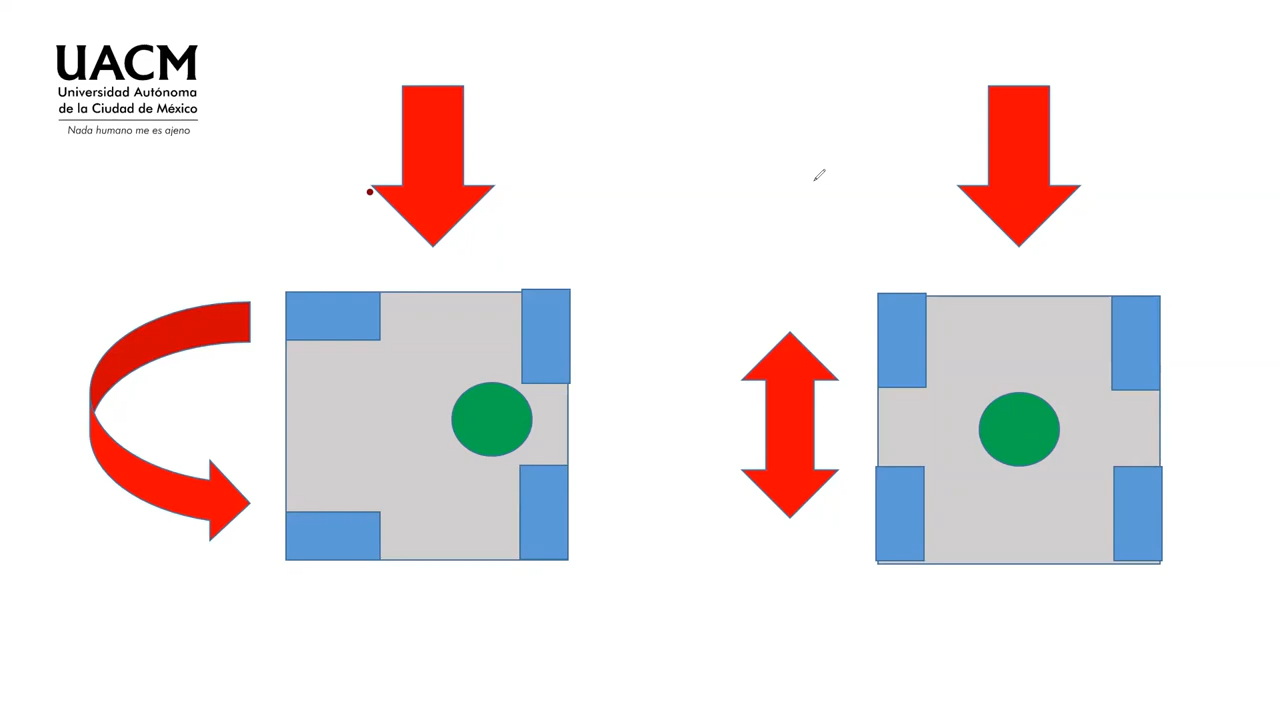 UACM
Universidad Autónoma
de la Ciudad de México
Nada humano me es ajeno